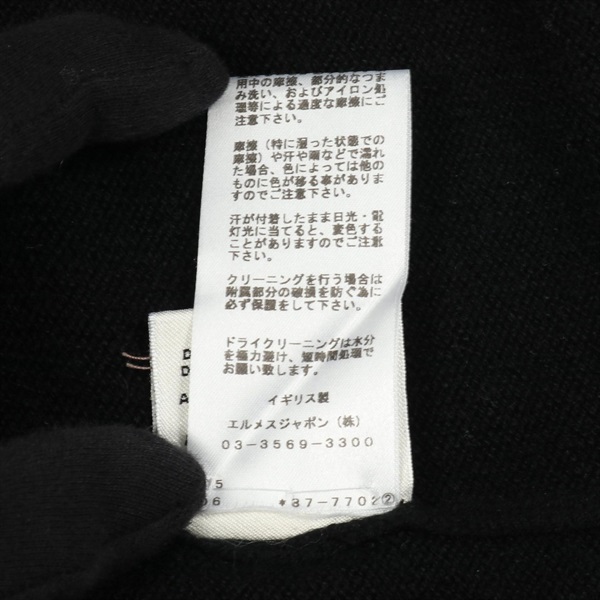 用中の摩擦、部分的なつま
み洗い、およびアイロン処
理等による過度な摩擦にご
注意下さい。
摩擦（特に湿った状態での
摩擦）や汗や雨などで濡れ
た場合、色によっては他の
ものに色が移る事がありま
すのでご注意下さい。
汗が付着したまま日光・電
灯光に当てると、変色する
ことがありますのでご注意
下さい。
クリーニングを行う場合は
附属部分の破損を防ぐ為に
必ず保護をして下さい。
ドライクリーニングは水分
を極力避け、短時間処理で
お願い致します。
イギリス製
エルメスジャポン（株）
03-3569-3300
/5
06 *37-7702②